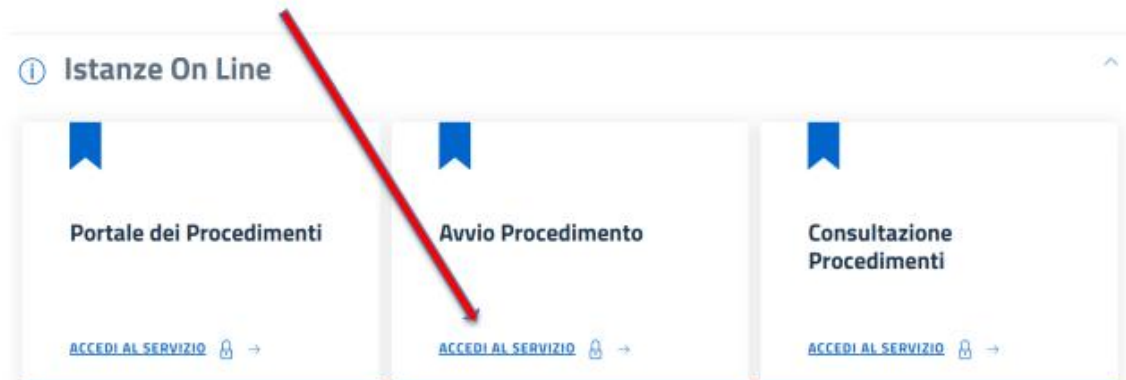 Istanze On Line
Portale dei Procedimenti
Avvio Procedimento
Consultazione
Procedimenti
ACCEDI AL SERVIZIO →
ACCEDI AL SERVIZIO →
ACCEDI AL SERVIZIO →